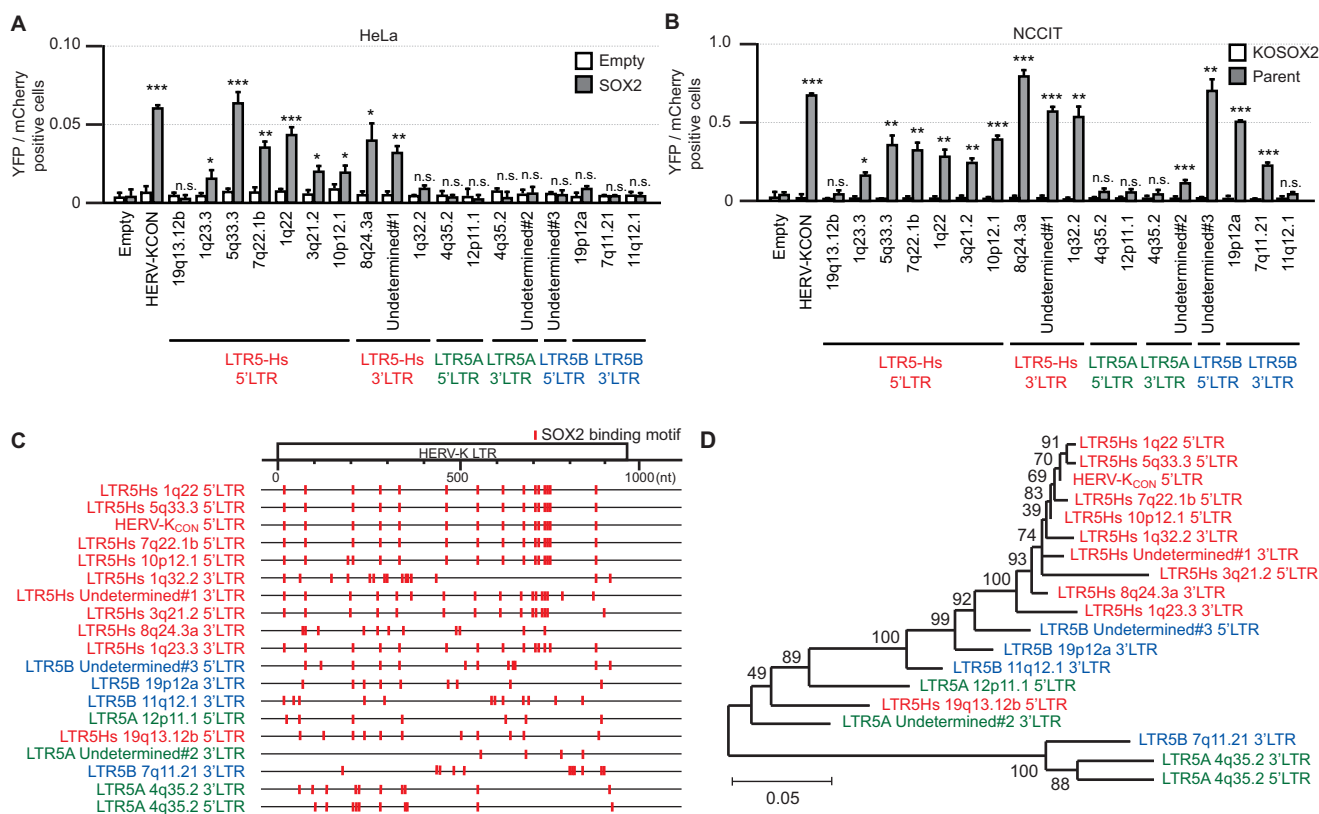 A
HeLa
YFP / mCherry
positive cells
0.10
0.05
0
Empty
SOX2
***
*
***
**
***
*
*
*
**
n.s.
n.s.
n.s.
n.s.
n.s.
n.s.
n.s.
n.s.
n.s.
Empty
HERV-KCON
19q13.12b
1q23.3
5q33.3
7q22.1b
1q22
3q21.2
10p12.1
8q24.3a
Undetermined#1
1q32.2
4q35.2
12p11.1
4q35.2
Undetermined#2
Undetermined#3
19p12a
7q11.21
11q12.1
LTR5-Hs
5'LTR
LTR5-Hs
3'LTR
LTR5A
5'LTR
LTR5A
3'LTR
LTR5B
5'LTR
LTR5B
3'LTR
B
NCCIT
YFP / mCherry
positive cells
1.0
0.5
0
KOSOX2
Parent
***
n.s.
*
**
**
**
**
***
***
***
**
n.s.
n.s.
n.s.
***
**
***
***
n.s.
Empty
HERV-KCON
19q13.12b
1q23.3
5q33.3
7q22.1b
1q22
3q21.2
10p12.1
8q24.3a
Undetermined#1
1q32.2
4q35.2
12p11.1
4q35.2
Undetermined#2
Undetermined#3
19p12a
7q11.21
11q12.1
LTR5-Hs
5'LTR
LTR5-Hs
3'LTR
LTR5A
5'LTR
LTR5A
3'LTR
LTR5B
5'LTR
LTR5B
3'LTR
C
SOX2 binding motif
HERV-K LTR
0
500
1000 (nt)
LTR5Hs 1q22 5'LTR
LTR5Hs 5q33.3 5'LTR
HERV-KCON 5'LTR
LTR5Hs 7q22.1b 5'LTR
LTR5Hs 10p12.1 5'LTR
LTR5Hs 1q32.2 3'LTR
LTR5Hs Undetermined#1 3'LTR
LTR5Hs 3q21.2 5'LTR
LTR5Hs 8q24.3a 3'LTR
LTR5Hs 1q23.3 3'LTR
LTR5B Undetermined#3 5'LTR
LTR5B 19p12a 3'LTR
LTR5B 11q12.1 3'LTR
LTR5A 12p11.1 5'LTR
LTR5Hs 19q13.12b 5'LTR
LTR5A Undetermined#2 3'LTR
LTR5B 7q11.21 3'LTR
LTR5A 4q35.2 3'LTR
LTR5A 4q35.2 5'LTR
D
91
70
69
83
39
74
93
100
92
99
100
89
49
100
88
LTR5Hs 1q22 5'LTR
LTR5Hs 5q33.3 5'LTR
HERV-KCON 5'LTR
LTR5Hs 7q22.1b 5'LTR
LTR5Hs 10p12.1 5'LTR
LTR5Hs 1q32.2 3'LTR
LTR5Hs Undetermined#1 3'LTR
LTR5Hs 3q21.2 5'LTR
LTR5Hs 8q24.3a 3'LTR
LTR5Hs 1q23.3 3'LTR
LTR5B Undetermined#3 5'LTR
LTR5B 19p12a 3'LTR
LTR5B 11q12.1 3'LTR
LTR5A 12p11.1 5'LTR
LTR5Hs 19q13.12b 5'LTR
LTR5A Undetermined#2 3'LTR
LTR5B 7q11.21 3'LTR
LTR5A 4q35.2 3'LTR
LTR5A 4q35.2 5'LTR
0.05